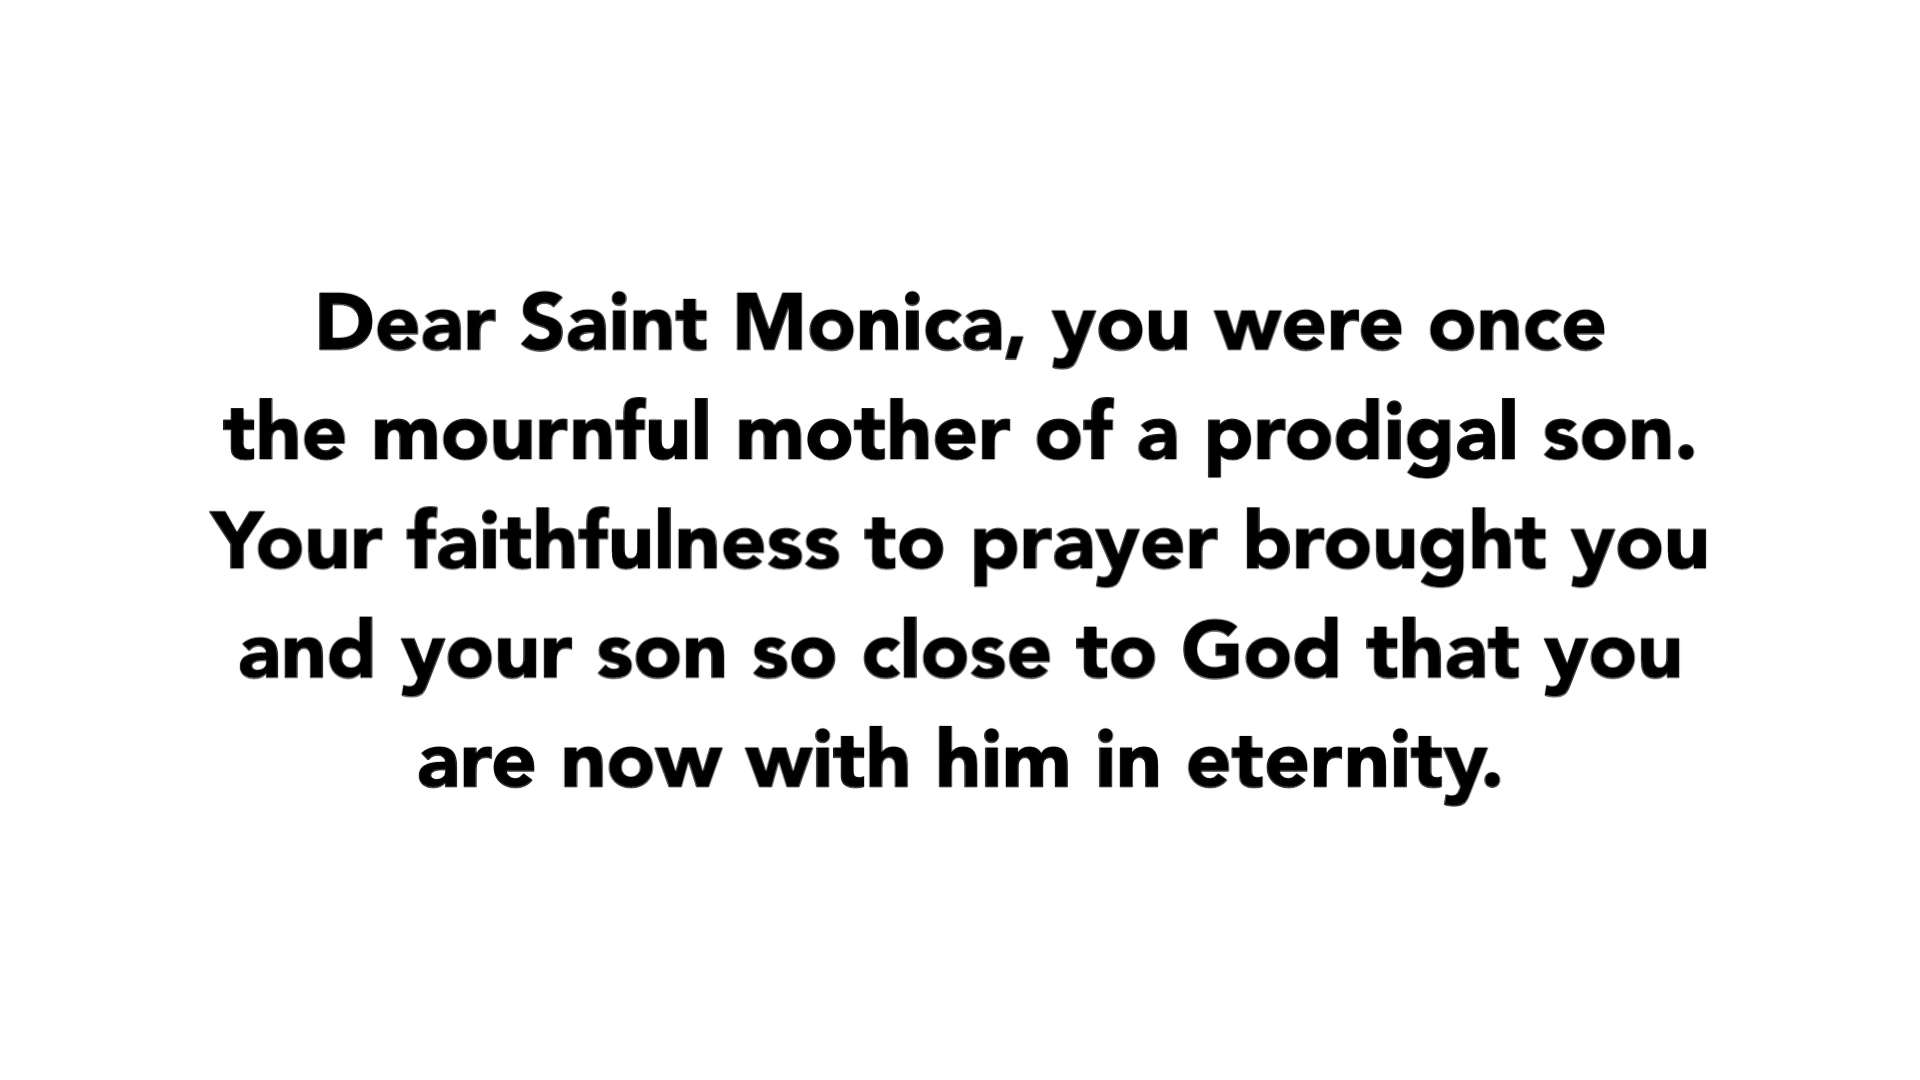 Dear Saint Monica, you were once
the mournful mother of a prodigal son.
Your faithfulness to prayer brought you
and your son so close to God that you
are now with him in eternity.